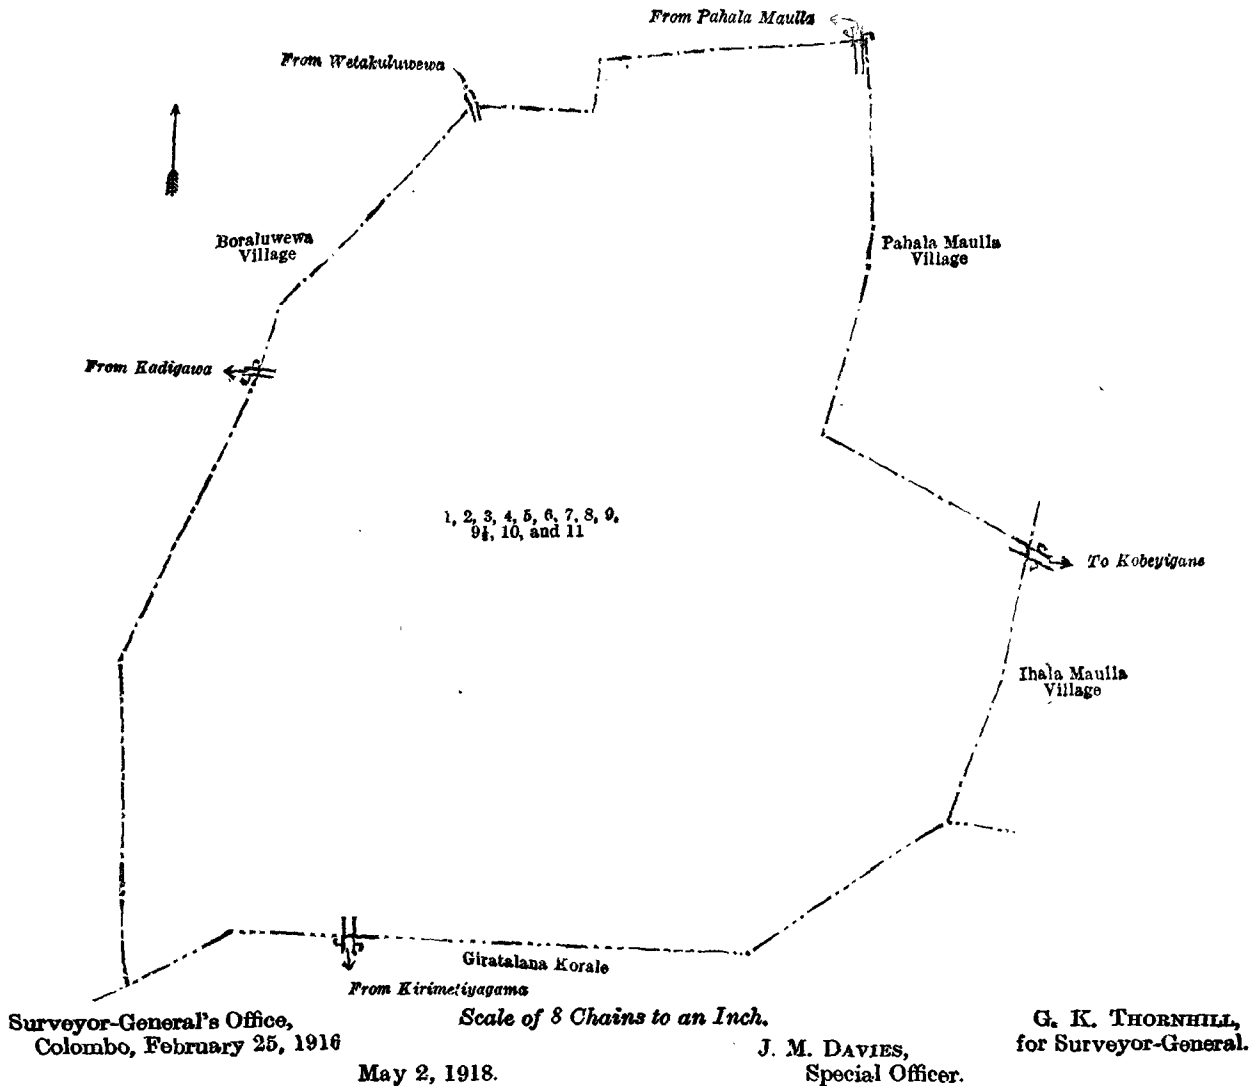 From Pahala Maulla
From Wetakuluwewa
Boraluwewa
Village
Pahala Maulla
Village
From Kadigawa
1, 2, 3, 4, 5, 6, 7, 8, 9,
9½, 10, and 11
To Kobeyigane
Ihala Maulla
Village
Giratalana Korale
From Kirimetiyagama
Surveyor-General's Office,
Colombo, February 25, 1916
Scale of 8 Chains to an Inch.
G. K. THORNHILL,
for Surveyor-General.
May 2, 1918.
J. M. DAVIES,
Special Officer.